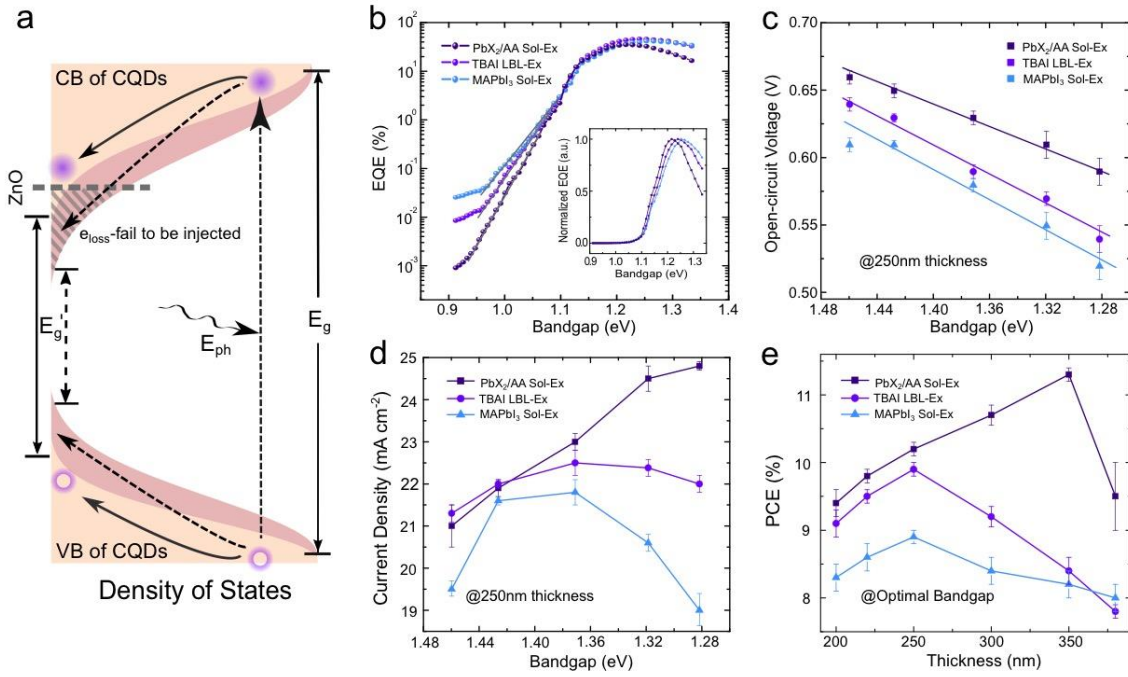 a
CB of CQDs
ZnO
e_loss-fail to be injected
E_g'
E_ph
E_g
VB of CQDs
Density of States
b
PbX₂/AA Sol-Ex
TBAI LBL-Ex
MAPbI₃ Sol-Ex
EQE (%)
10²
10¹
10⁰
10⁻¹
10⁻²
10⁻³
0.9 1.0 1.1 1.2 1.3 1.4
Bandgap (eV)
Normalized EQE (a.u.)
1.0
0.5
0.0
0.9 1.0 1.1 1.2 1.3
Bandgap (eV)
c
PbX₂/AA Sol-Ex
TBAI LBL-Ex
MAPbI₃ Sol-Ex
Open-circuit Voltage (V)
0.70
0.65
0.60
0.55
0.50
@250nm thickness
1.48 1.44 1.40 1.36 1.32 1.28
Bandgap (eV)
d
PbX₂/AA Sol-Ex
TBAI LBL-Ex
MAPbI₃ Sol-Ex
Current Density (mA cm⁻²)
25
24
23
22
21
20
19
@250nm thickness
1.48 1.44 1.40 1.36 1.32 1.28
Bandgap (eV)
e
PbX₂/AA Sol-Ex
TBAI LBL-Ex
MAPbI₃ Sol-Ex
PCE (%)
12
11
10
9
8
@Optimal Bandgap
200 250 300 350
Thickness (nm)